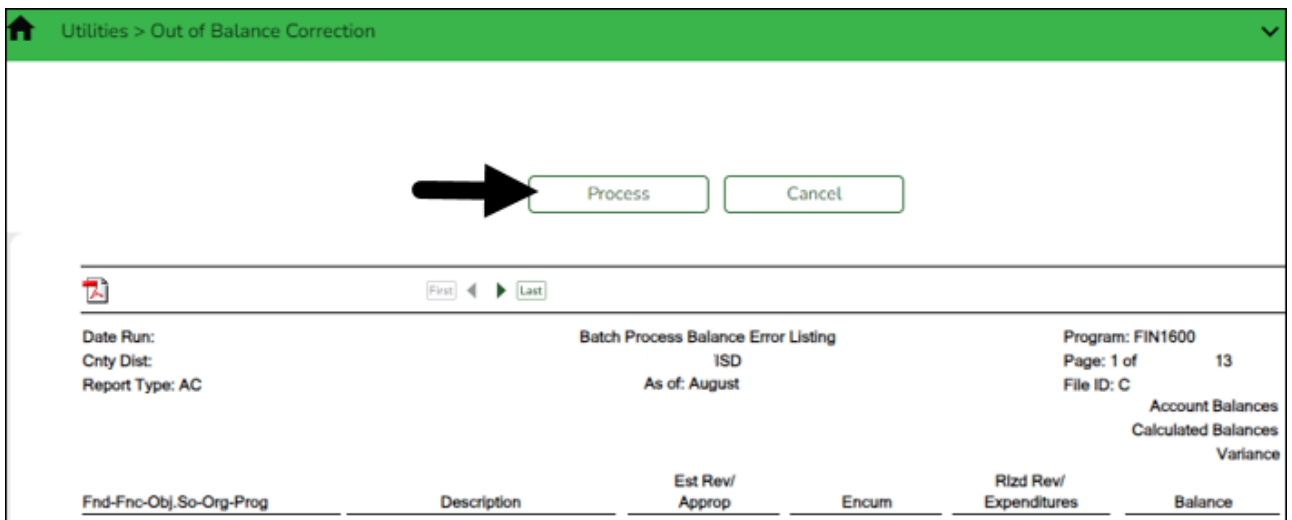 Utilities > Out of Balance Correction
Process Cancel
First Last
Date Run: Batch Process Balance Error Listing Program: FIN1600
Cnty Dist: ISD Page: 1 of 13
Report Type: AC As of: August File ID: C
Account Balances
Calculated Balances
Variance
Est Rev/ Rlzd Rev/
Fnd-Fnc-Obj.So-Org-Prog Description Approp Encum Expenditures Balance